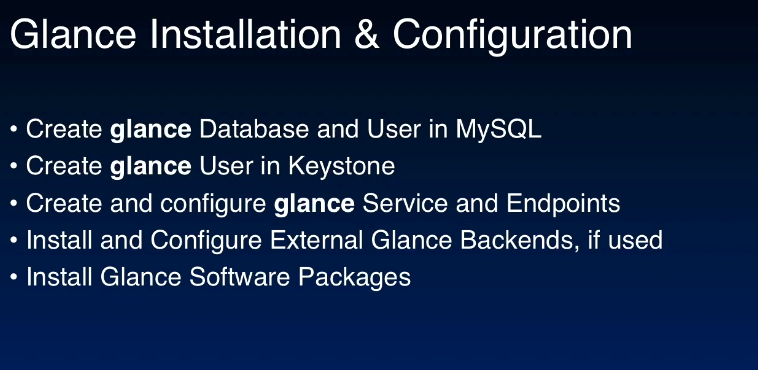 Glance Installation & Configuration
• Create glance Database and User in MySQL
• Create glance User in Keystone
• Create and configure glance Service and Endpoints
• Install and Configure External Glance Backends, if used
• Install Glance Software Packages